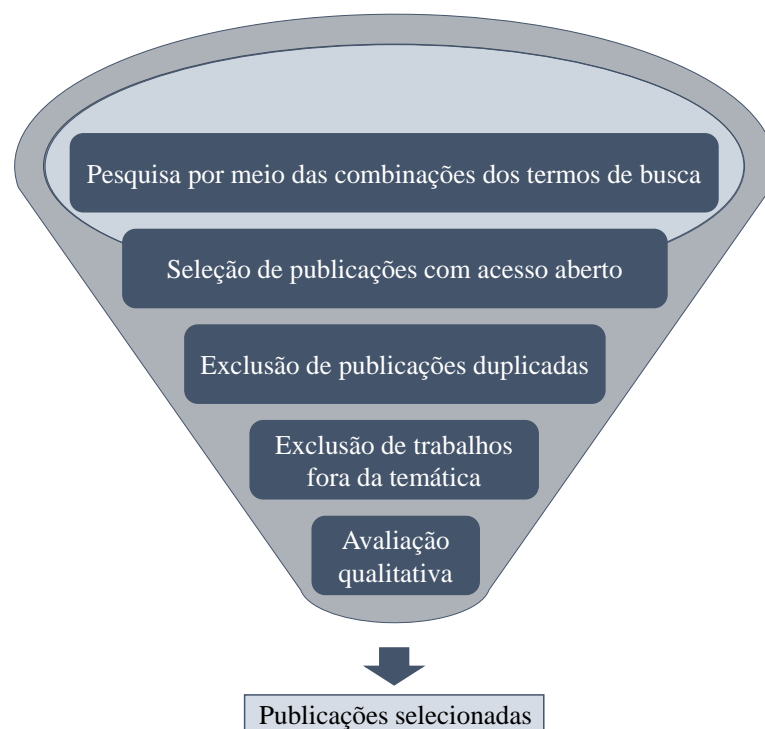 Pesquisa por meio das combinações dos termos de busca
Seleção de publicações com acesso aberto
Exclusão de publicações duplicadas
Exclusão de trabalhos
fora da temática
Avaliação
qualitativa
Publicações selecionadas